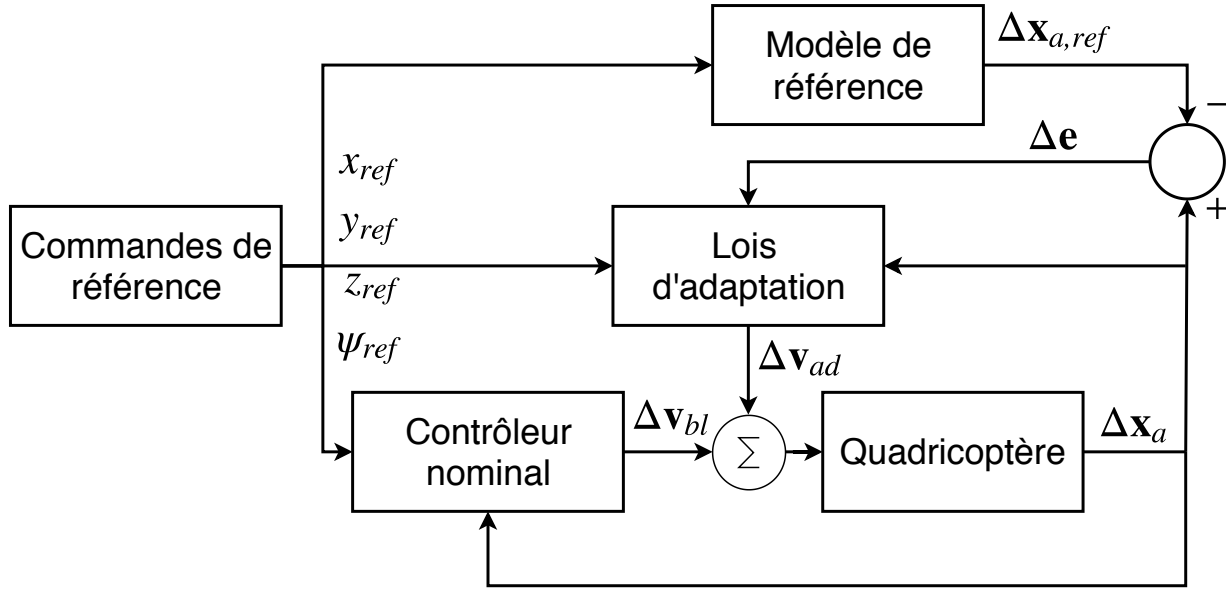 Modèle de
référence
Δx_{a,ref}
−
Δe
+
x_{ref}
y_{ref}
z_{ref}
ψ_{ref}
Commandes de
référence
Lois
d'adaptation
Δv_{ad}
Contrôleur
nominal
Δv_{bl}
Σ
Quadricoptère
Δx_a